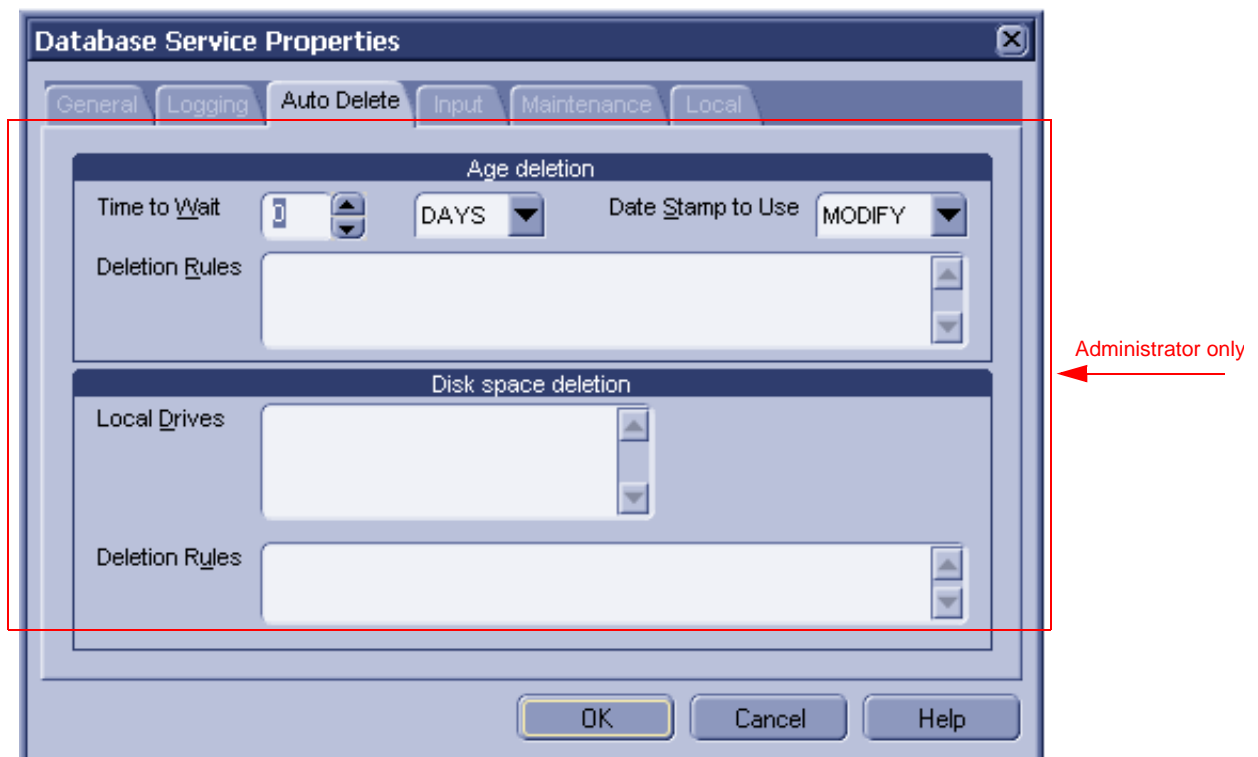 Database Service Properties
General Logging Auto Delete Input Maintenance Local
Age deletion
Time to Wait 0 DAYS Date Stamp to Use MODIFY
Deletion Rules
Administrator only
Disk space deletion
Local Drives
Deletion Rules
OK Cancel Help